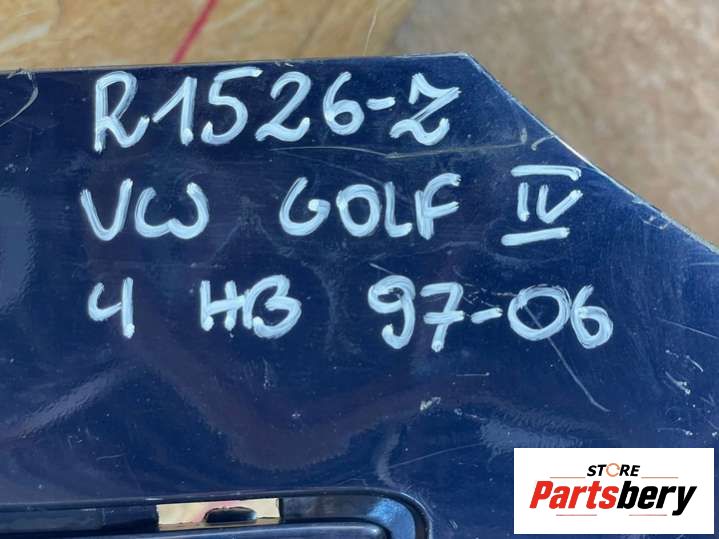 R1526-Z
VW GOLF IV
4 HB 97-06
STORE
Partsbery